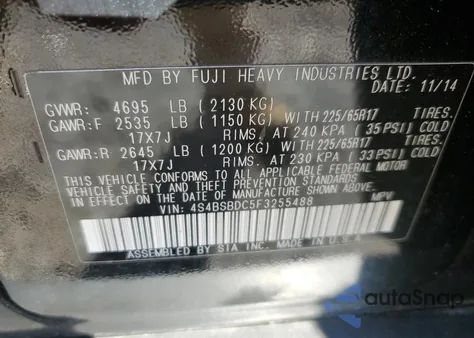 MFD BY FUJI HEAVY INDUSTRIES LTD.
DATE: 11/14
GVWR: 4695 LB (2130 KG)
GAWR:F 2535 LB (1150 KG) WITH 225/65R17 TIRES.
17X7J RIMS, AT 240 KPA (35 PSI) COLD
GAWR:R 2645 LB (1200 KG) WITH 225/65R17 TIRES.
17X7J RIMS, AT 230 KPA (33 PSI) COLD
THIS VEHICLE CONFORMS TO ALL APPLICABLE FEDERAL MOTOR
VEHICLE SAFETY AND THEFT PREVENTION STANDARDS IN EFFECT
ON THE DATE OF MANUFACTURE SHOWN ABOVE.
VIN: 4S4BSBDC5F3255488 MPV
ASSEMBLED BY SIA INC. MADE IN U.S.A
autoSnap